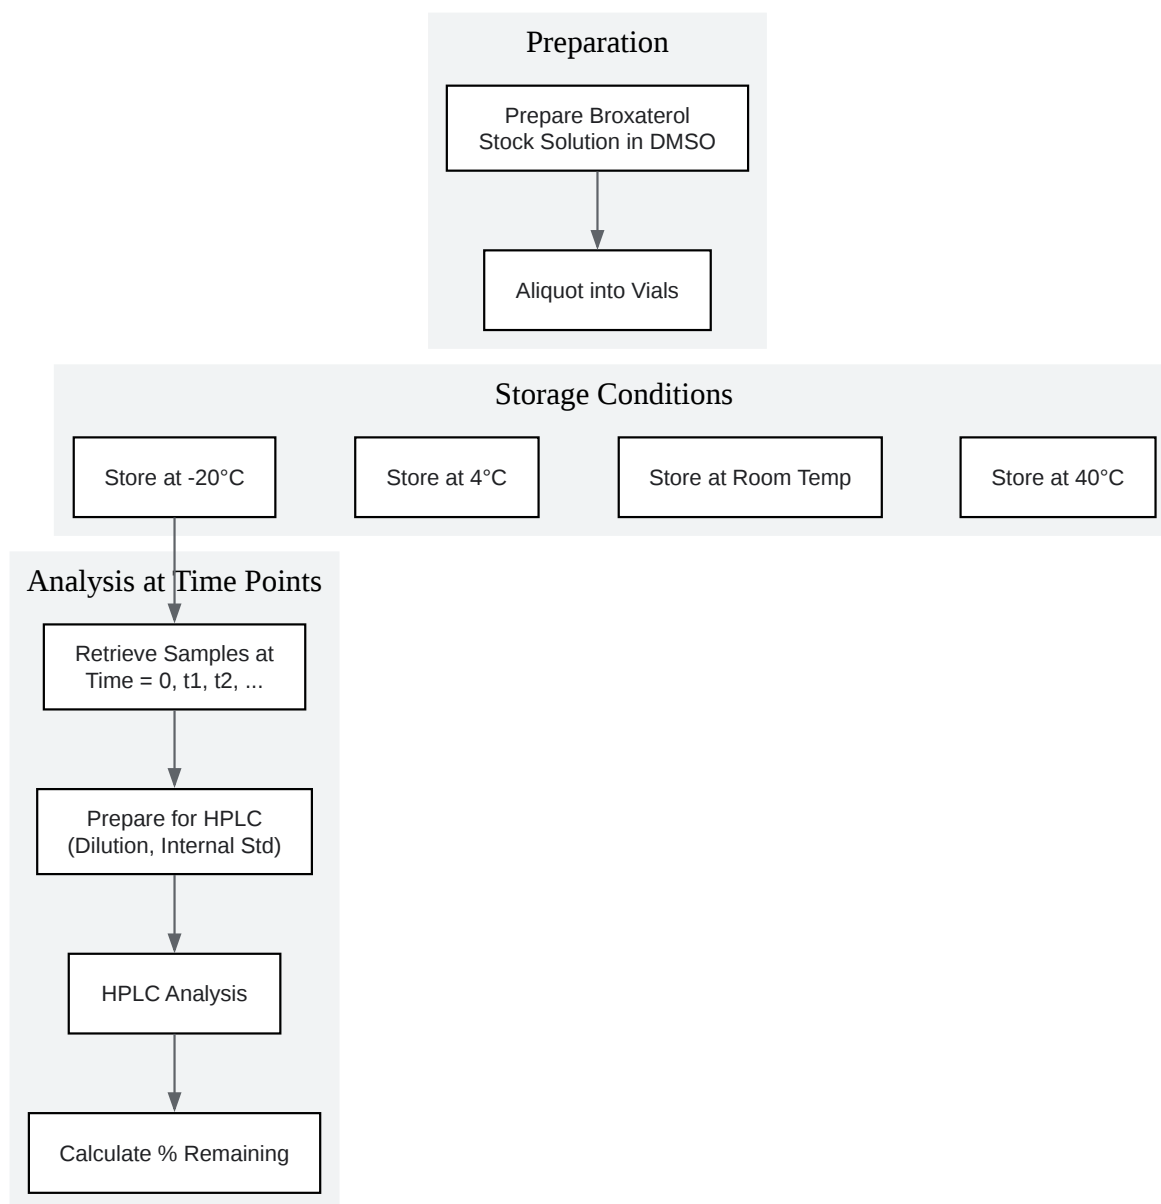 Preparation
Prepare Broxaterol
Stock Solution in DMSO
Aliquot into Vials
Storage Conditions
Store at -20°C
Store at 4°C
Store at Room Temp
Store at 40°C
Analysis at Time Points
Retrieve Samples at
Time = 0, t1, t2, ...
Prepare for HPLC
(Dilution, Internal Std)
HPLC Analysis
Calculate % Remaining